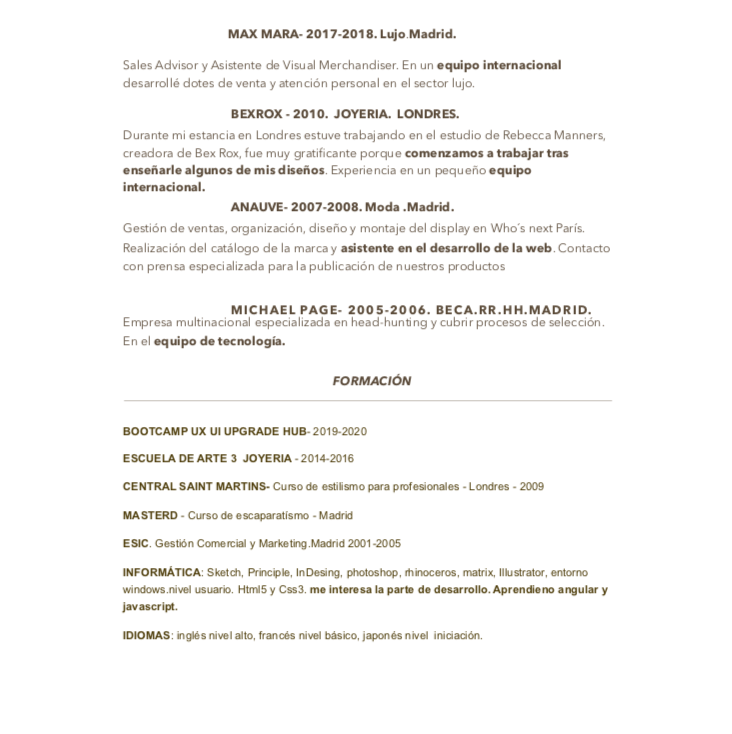 MAX MARA- 2017-2018. Lujo.Madrid.
Sales Advisor y Asistente de Visual Merchandiser. En un equipo internacional
desarrollé dotes de venta y atención personal en el sector lujo.
BEXROX - 2010. JOYERIA. LONDRES.
Durante mi estancia en Londres estuve trabajando en el estudio de Rebecca Manners,
creadora de Bex Rox, fue muy gratificante porque comenzamos a trabajar tras
enseñarle algunos de mis diseños. Experiencia en un pequeño equipo
internacional.
ANAUVE- 2007-2008. Moda .Madrid.
Gestión de ventas, organización, diseño y montaje del display en Who´s next París.
Realización del catálogo de la marca y asistente en el desarrollo de la web. Contacto
con prensa especializada para la publicación de nuestros productos
MICHAEL PAGE- 2005-2006. BECA.RR.HH.MADRID.
Empresa multinacional especializada en head-hunting y cubrir procesos de selección.
En el equipo de tecnología.
FORMACIÓN
BOOTCAMP UX UI UPGRADE HUB- 2019-2020
ESCUELA DE ARTE 3 JOYERIA - 2014-2016
CENTRAL SAINT MARTINS- Curso de estilismo para profesionales - Londres - 2009
MASTERD - Curso de escaparatísmo - Madrid
ESIC. Gestión Comercial y Marketing.Madrid 2001-2005
INFORMÁTICA: Sketch, Principle, InDesing, photoshop, rhinoceros, matrix, Illustrator, entorno
windows.nivel usuario. Html5 y Css3. me interesa la parte de desarrollo. Aprendieno angular y
javascript.
IDIOMAS: inglés nivel alto, francés nivel básico, japonés nivel iniciación.